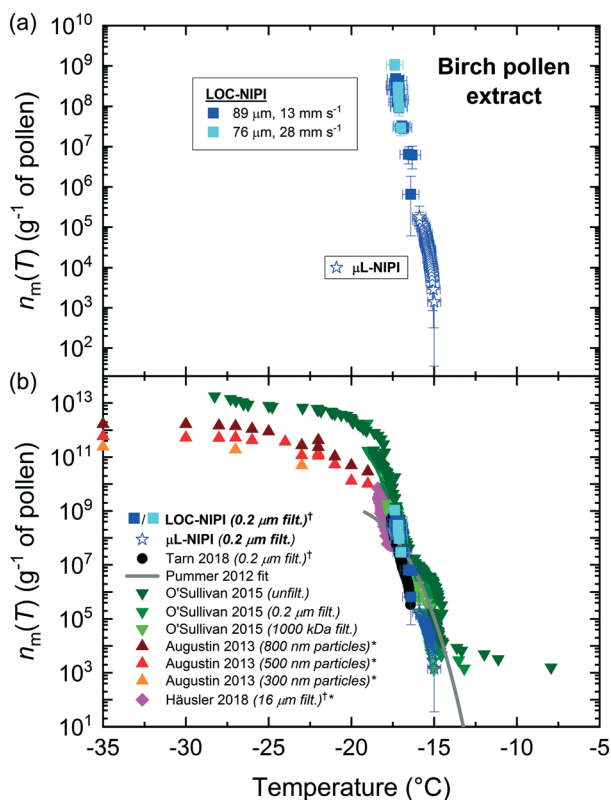 (a)
10⁹
10⁸
10⁷
10⁶
10⁵
10⁴
10³
10²
nₘ(T) (g⁻¹ of pollen)
LOC-NIPI
89 μm, 13 mm s⁻¹
76 μm, 28 mm s⁻¹
Birch pollen
extract
μL-NIPI
(b)
10¹³
10¹¹
10⁹
10⁷
10⁵
10³
10¹
nₘ(T) (g⁻¹ of pollen)
/ LOC-NIPI (0.2 μm filt.)†
μL-NIPI (0.2 μm filt.)
Tarn 2018 (0.2 μm filt.)†
Pummer 2012 fit
O'Sullivan 2015 (unfilt.)
O'Sullivan 2015 (0.2 μm filt.)
O'Sullivan 2015 (1000 kDa filt.)
Augustin 2013 (800 nm particles)*
Augustin 2013 (500 nm particles)*
Augustin 2013 (300 nm particles)*
Häusler 2018 (16 μm filt.)†*
-35 -30 -25 -20 -15 -10 -5
Temperature (°C)